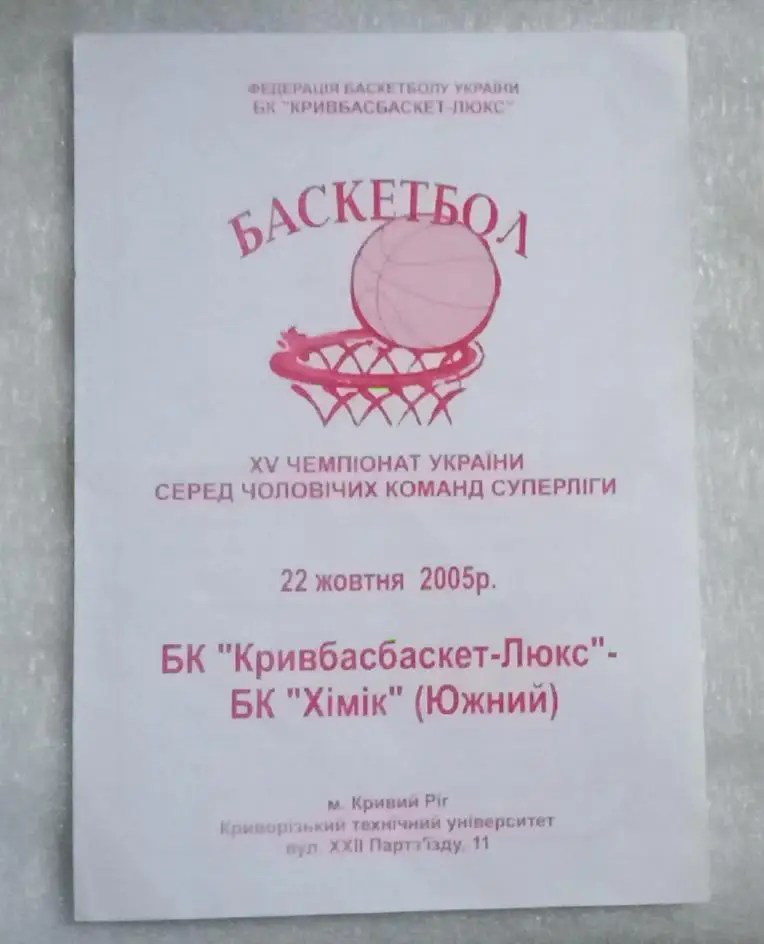 ФЕДЕРАЦІЯ БАСКЕТБОЛУ УКРАЇНИ
БК "КРИВБАСБАСКЕТ-ЛЮКС"
БАСКЕТБОЛ
XV ЧЕМПІОНАТ УКРАЇНИ
СЕРЕД ЧОЛОВІЧИХ КОМАНД СУПЕРЛІГИ
22 жовтня 2005р.
БК "Кривбасбаскет-Люкс"-
БК "Хімік" (Южний)
м. Кривий Ріг
Криворізький технічний університет
вул. XXII Партз'їзду, 11